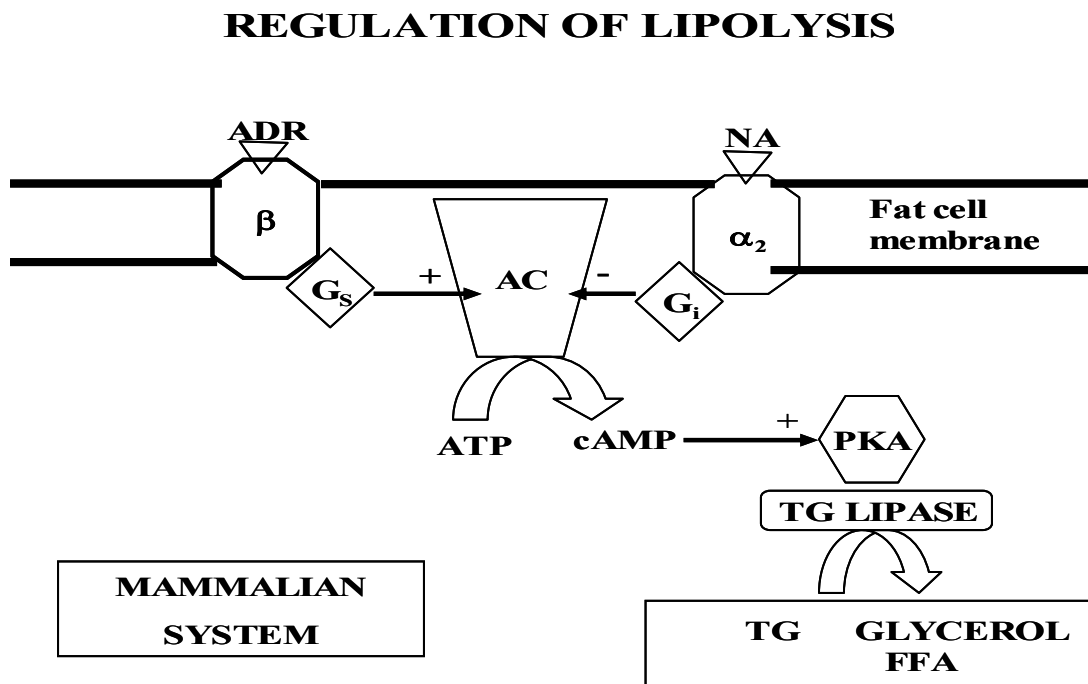 REGULATION OF LIPOLYSIS
ADR
NA
β
α₂
Fat cell
membrane
Gₛ
+
AC
-
Gᵢ
ATP
cAMP
+
PKA
TG LIPASE
MAMMALIAN
SYSTEM
TG GLYCEROL
FFA